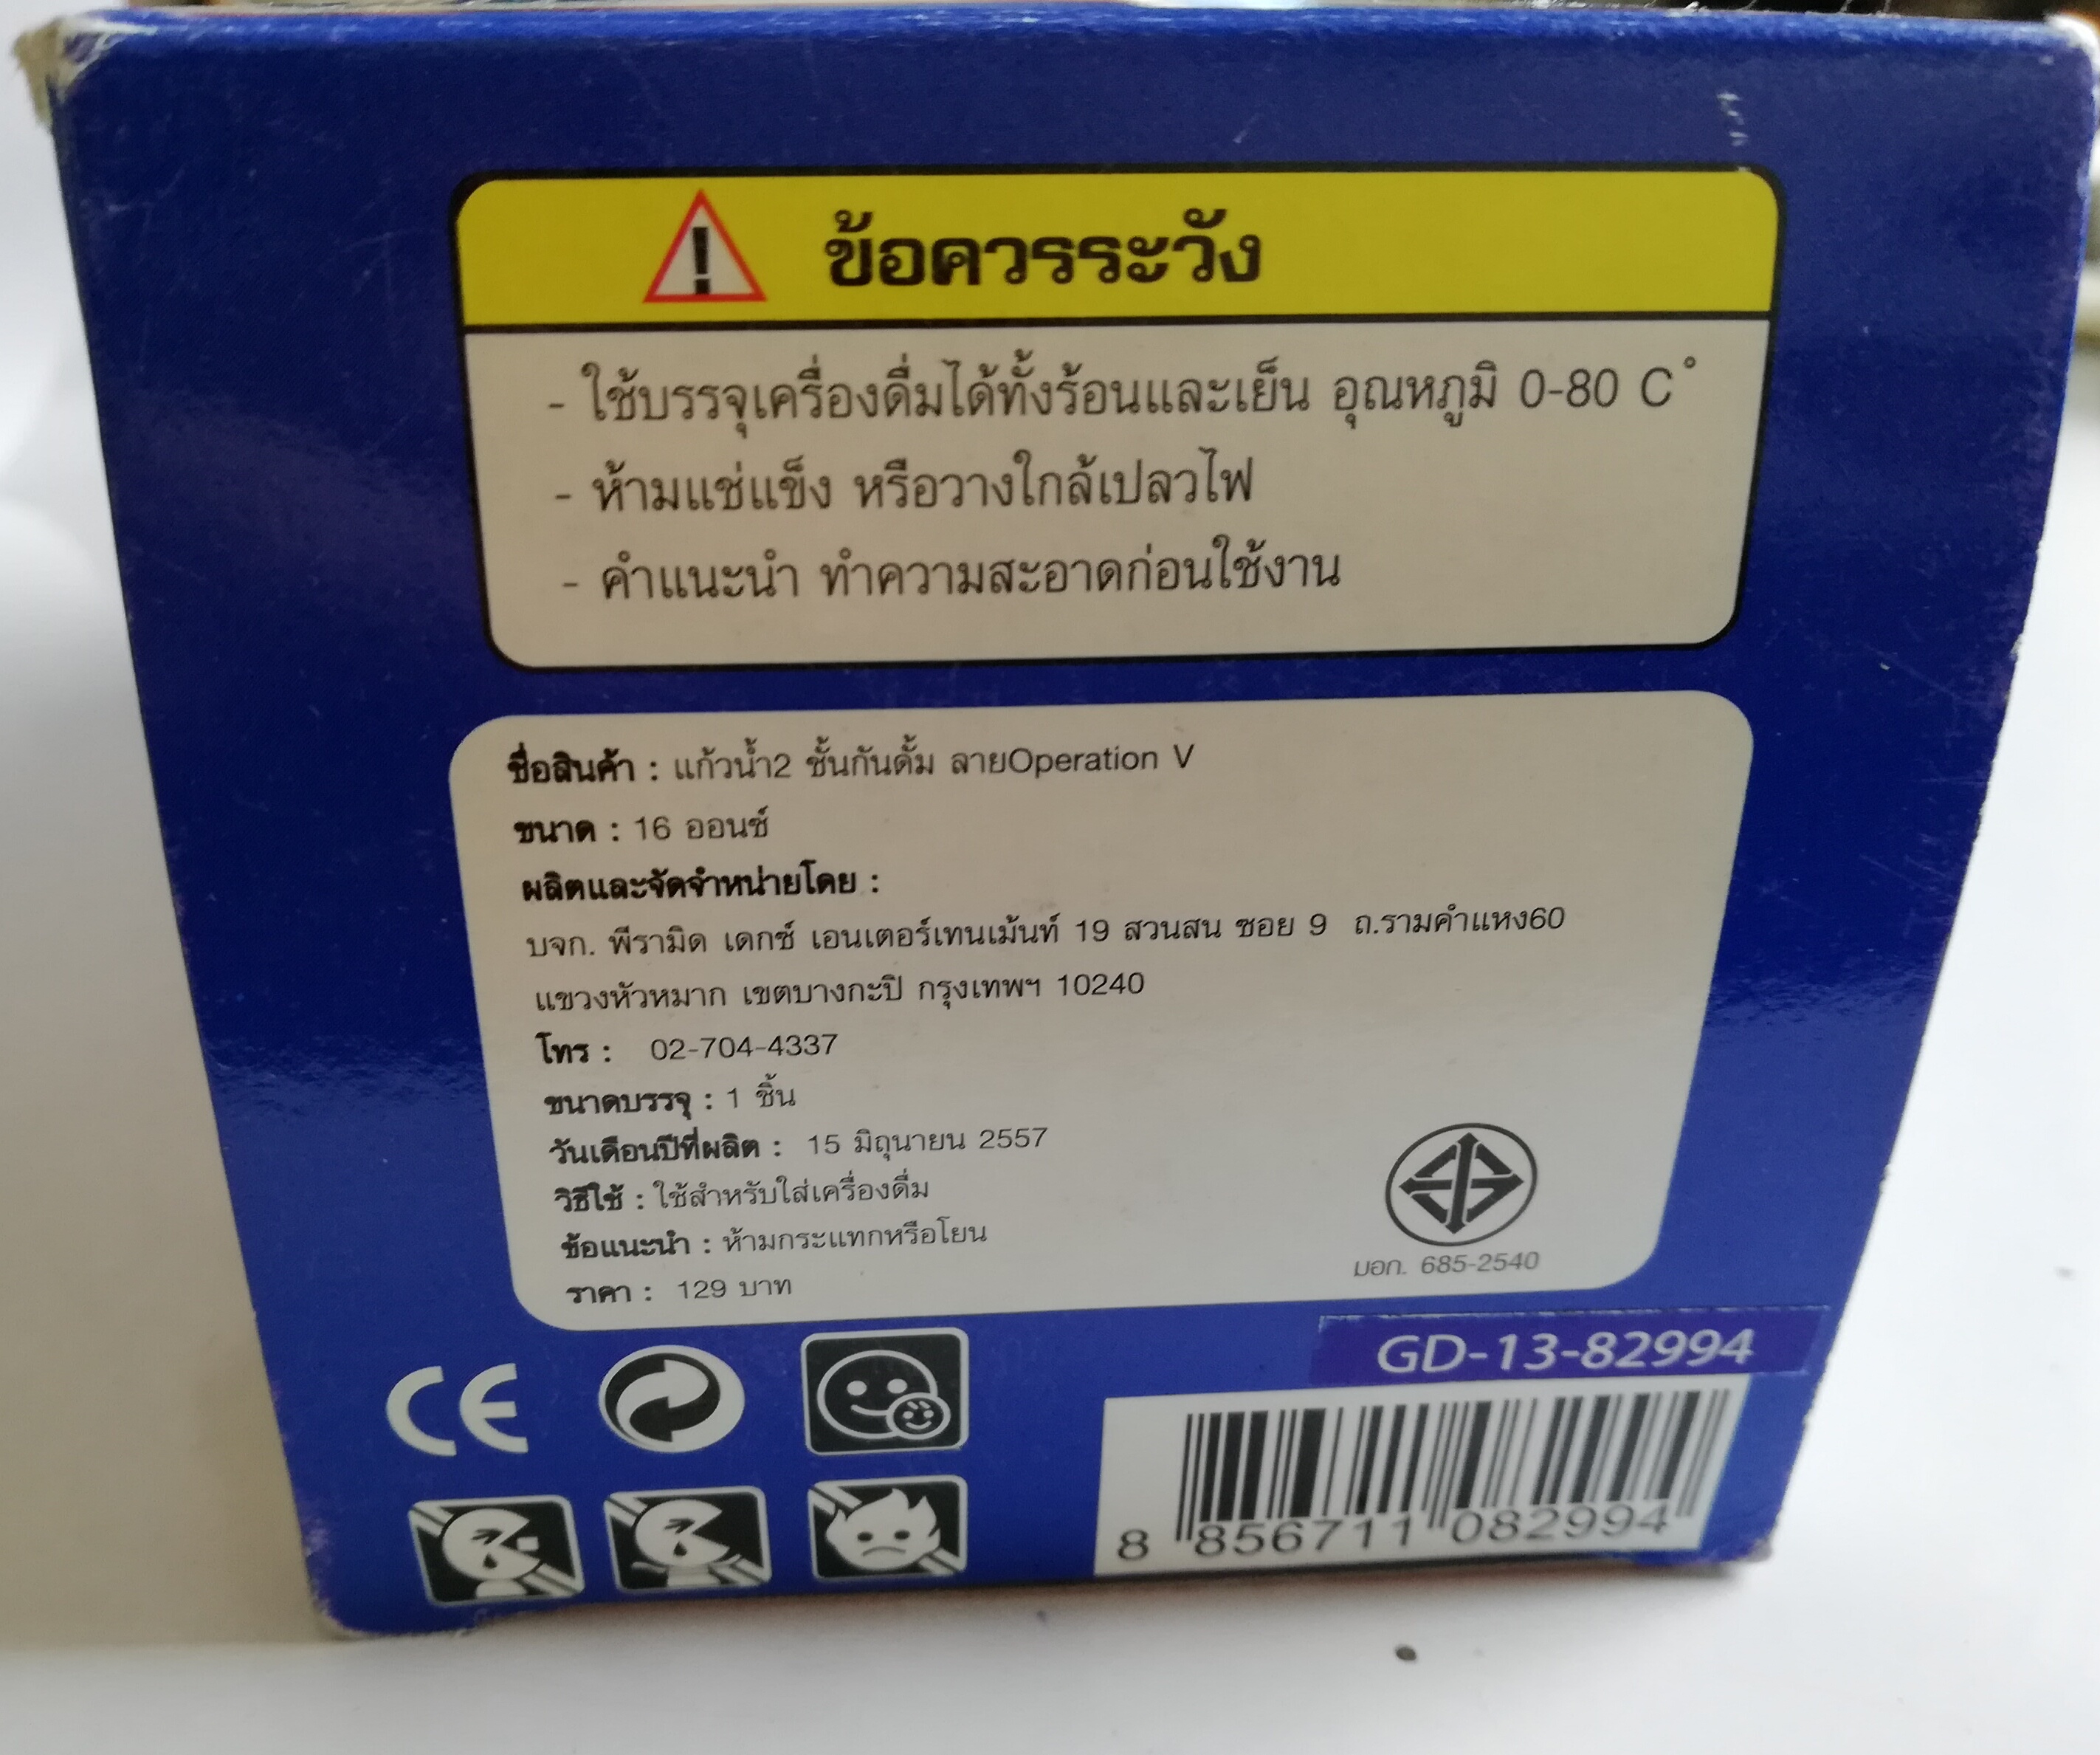 ข้อควรระวัง
- ใช้บรรจุเครื่องดื่มได้ทั้งร้อนและเย็น อุณหภูมิ 0-80 C°
- ห้ามแช่แข็ง หรือวางใกล้เปลวไฟ
- คำแนะนำ ทำความสะอาดก่อนใช้งาน
ชื่อสินค้า : แก้วน้ำ2 ชั้นกันดั้ม ลายOperation V
ขนาด : 16 ออนซ์
ผลิตและจัดจำหน่ายโดย :
บจก. พีรามิด เดกซ์ เอนเตอร์เทนเม้นท์ 19 สวนสน ซอย 9 ถ.รามคำแหง60
แขวงหัวหมาก เขตบางกะปิ กรุงเทพฯ 10240
โทร : 02-704-4337
ขนาดบรรจุ : 1 ชิ้น
วันเดือนปีที่ผลิต : 15 มิถุนายน 2557
วิธีใช้ : ใช้สำหรับใส่เครื่องดื่ม
ข้อแนะนำ : ห้ามกระแทกหรือโยน
ราคา : 129 บาท
มอก. 685-2540
GD-13-82994
CE
8 856711 082994